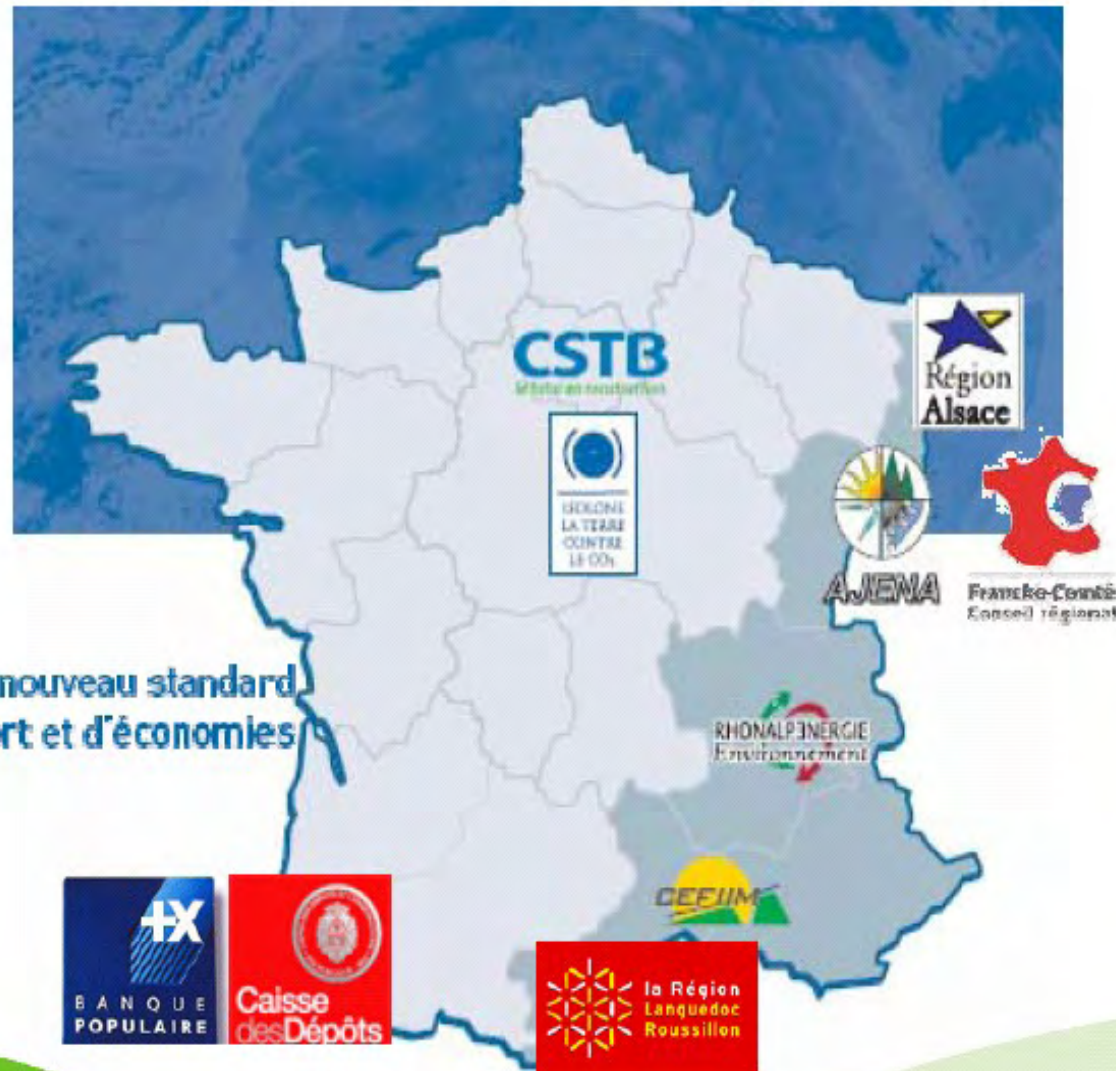 CSTB
Région
Alsace
ISOLONS
LA TERRE
CONTRE
LE CO₂
AJENA
Franche-Comté
Conseil régional
nouveau standard
rt et d'économies
RHONALPENERGIE
Environnement
BANQUE
POPULAIRE
Caisse
desDépôts
la Région
Languedoc
Roussillon